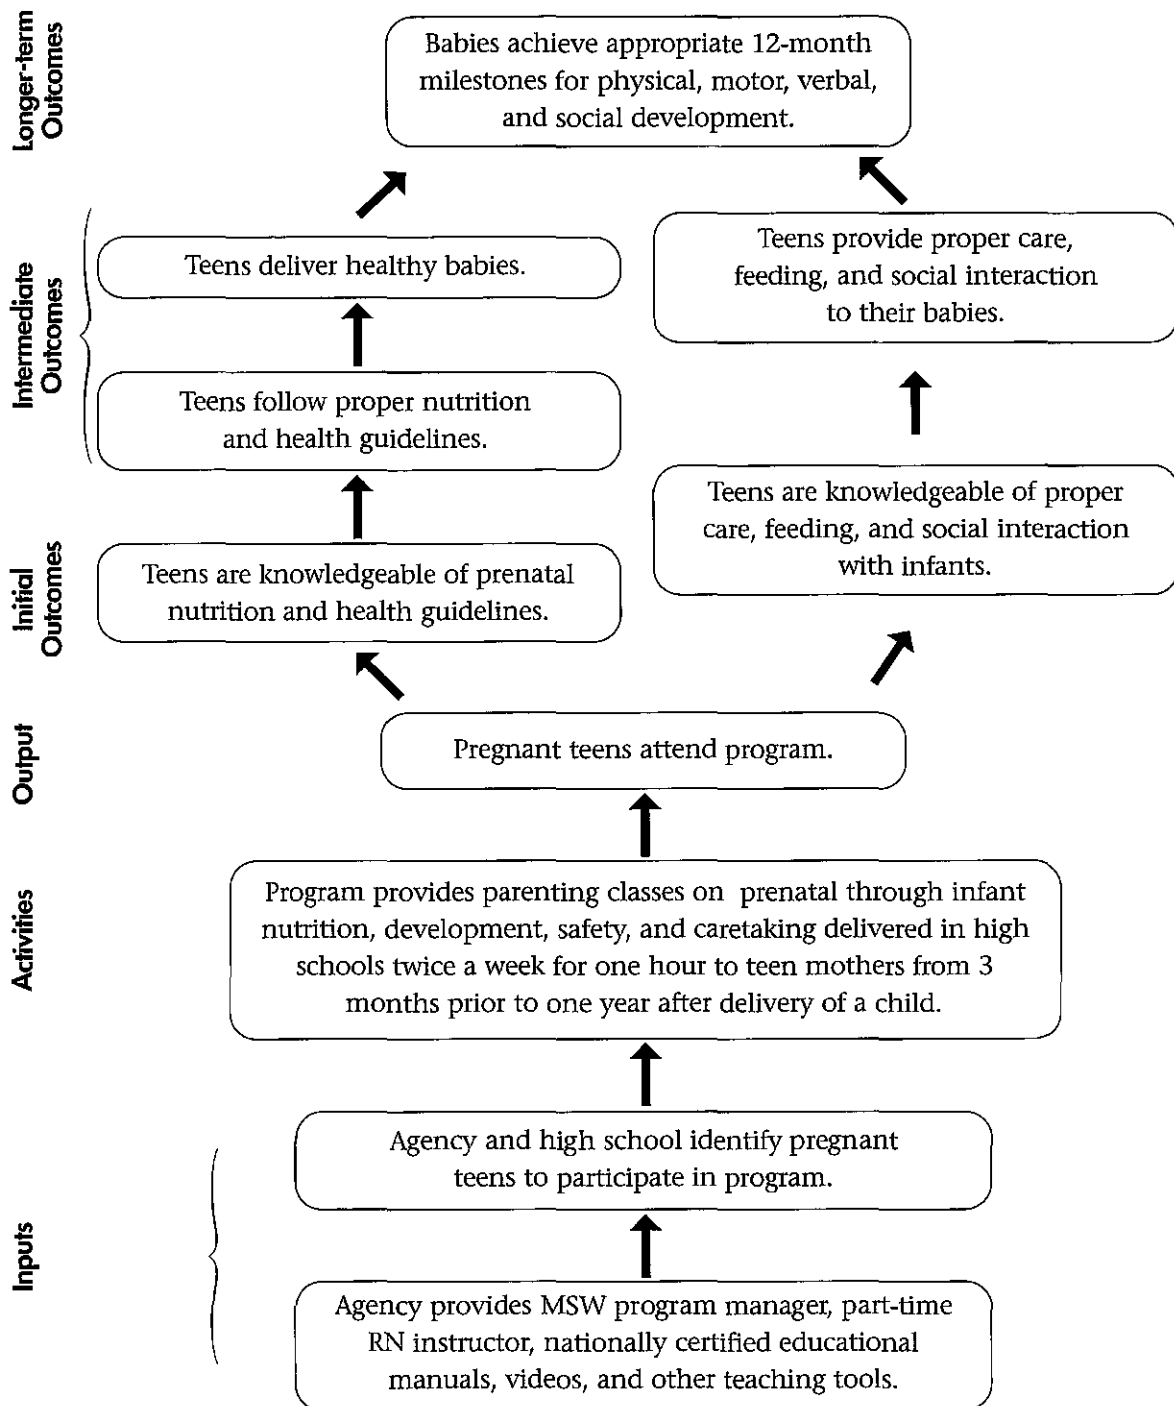 Longer-term
Outcomes
Babies achieve appropriate 12-month
milestones for physical, motor, verbal,
and social development.
Intermediate
Outcomes
Teens deliver healthy babies.
Teens provide proper care,
feeding, and social interaction
to their babies.
Teens follow proper nutrition
and health guidelines.
Teens are knowledgeable of proper
care, feeding, and social interaction
with infants.
Initial
Outcomes
Teens are knowledgeable of prenatal
nutrition and health guidelines.
Output
Pregnant teens attend program.
Activities
Program provides parenting classes on prenatal through infant
nutrition, development, safety, and caretaking delivered in high
schools twice a week for one hour to teen mothers from 3
months prior to one year after delivery of a child.
Inputs
Agency and high school identify pregnant
teens to participate in program.
Agency provides MSW program manager, part-time
RN instructor, nationally certified educational
manuals, videos, and other teaching tools.